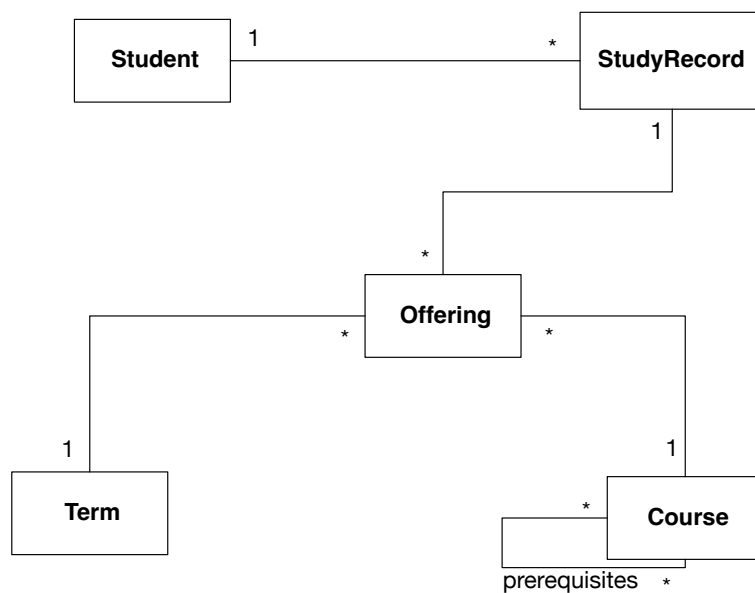 Student
1
*
StudyRecord
1
*
Offering
*
*
1
1
Term
*
Course
prerequisites
*